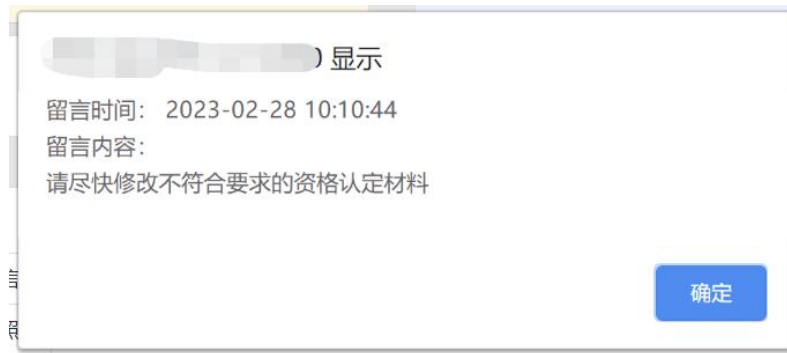 显示
留言时间： 2023-02-28 10:10:44
留言内容：
请尽快修改不符合要求的资格认定材料
确定